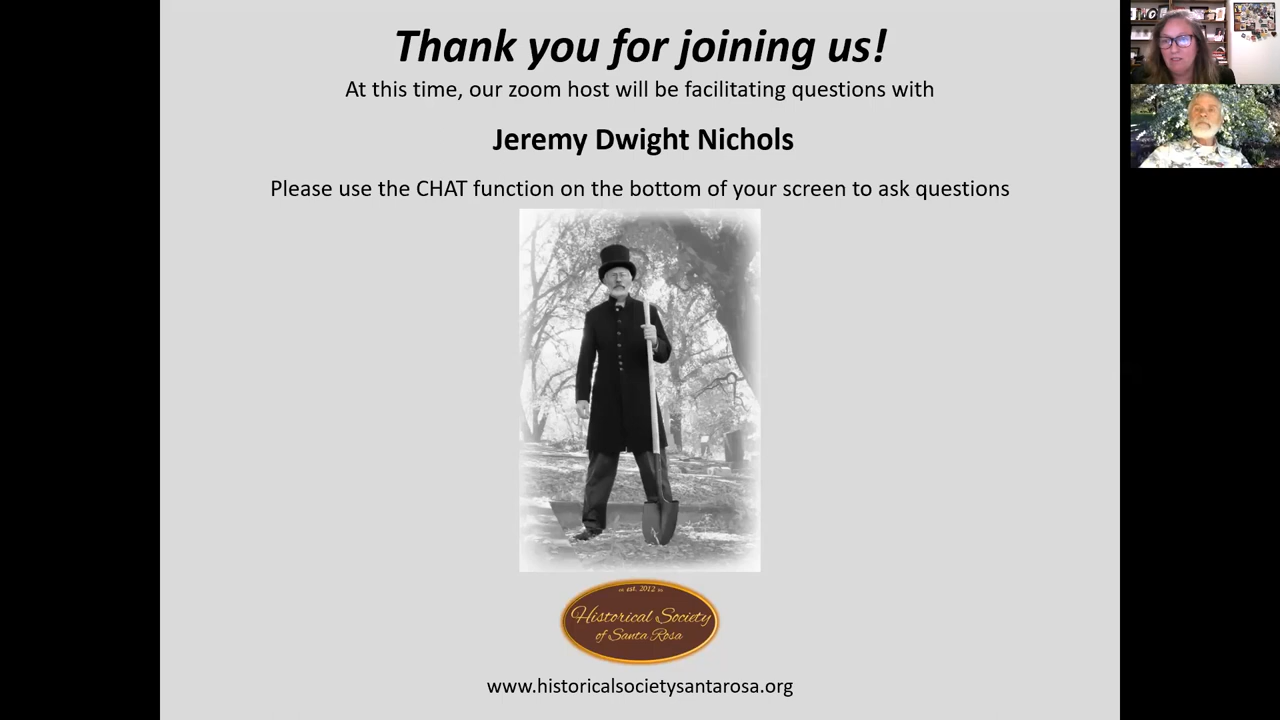 Thank you for joining us!
At this time, our zoom host will be facilitating questions with
Jeremy Dwight Nichols
Please use the CHAT function on the bottom of your screen to ask questions
est. 2012
Historical Society
of Santa Rosa
www.historicalsocietysantarosa.org